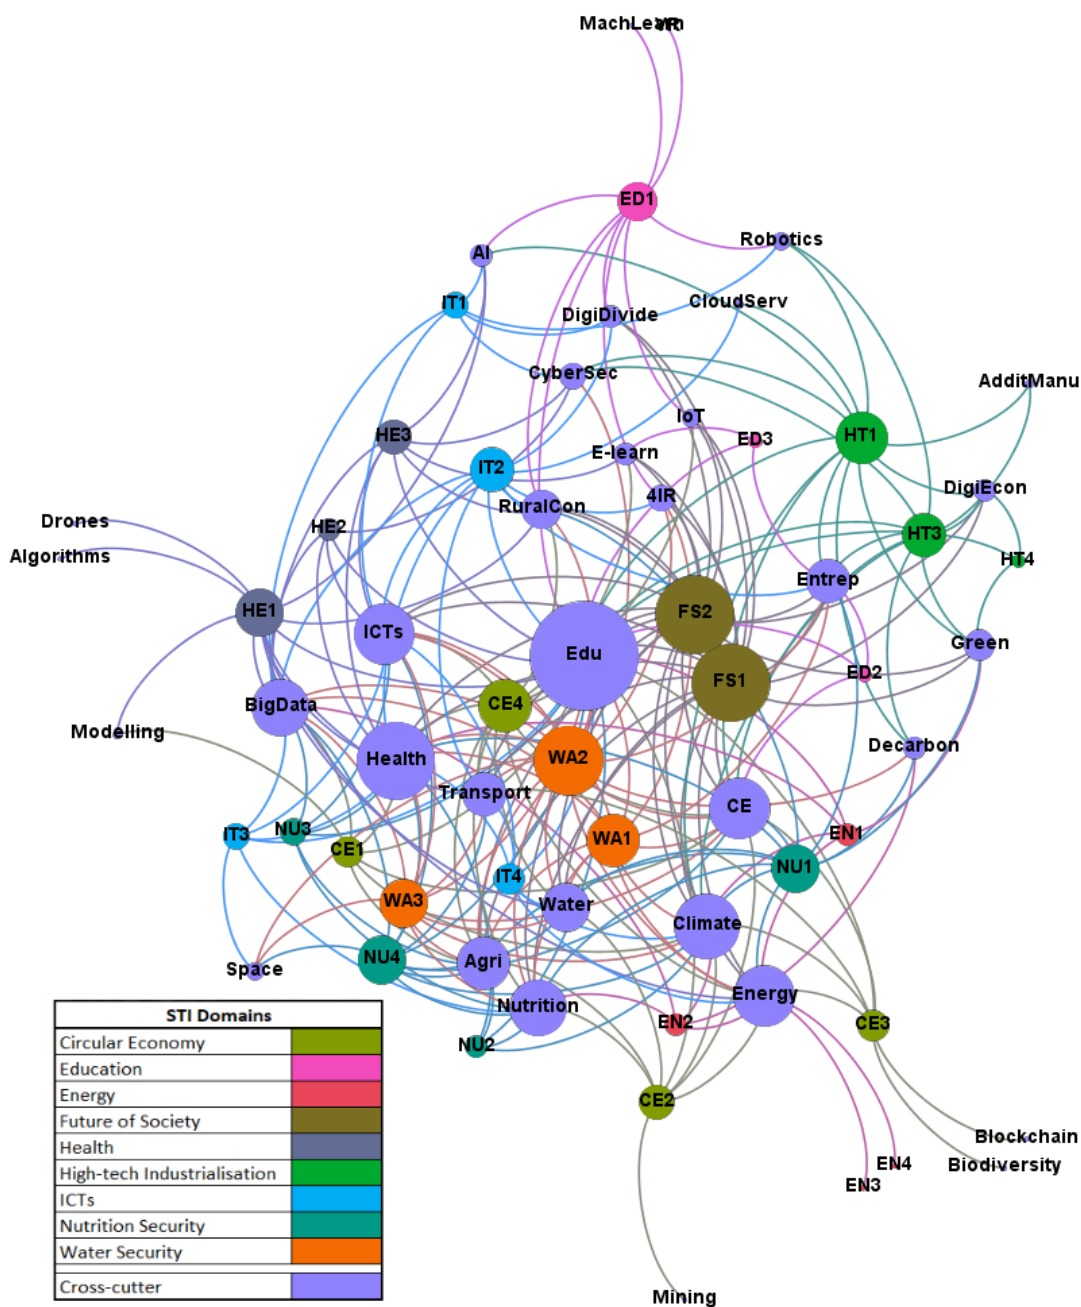 MachLearn
VR
ED1
Robotics
AI
IT1
DigiDivide
CloudServ
CyberSec
AdditManu
IoT
HE3
ED3
HT1
E-learn
IT2
4IR
DigiEcon
RuralCon
Drones
HE2
HT3
Algorithms
HT4
Entrep
HE1
FS2
ICTs
Green
Edu
ED2
FS1
CE4
BigData
Modelling
Decarbon
Health
WA2
Transport
CE
NU3
IT3
EN1
WA1
CE1
NU1
IT4
WA3
Water
Climate
NU4
Agri
Space
Energy
Nutrition
EN2
CE3
NU2
CE2
Blockchain
Biodiversity
EN4
EN3
Mining
STI Domains
Circular Economy
Education
Energy
Future of Society
Health
High-tech Industrialisation
ICTs
Nutrition Security
Water Security
Cross-cutter